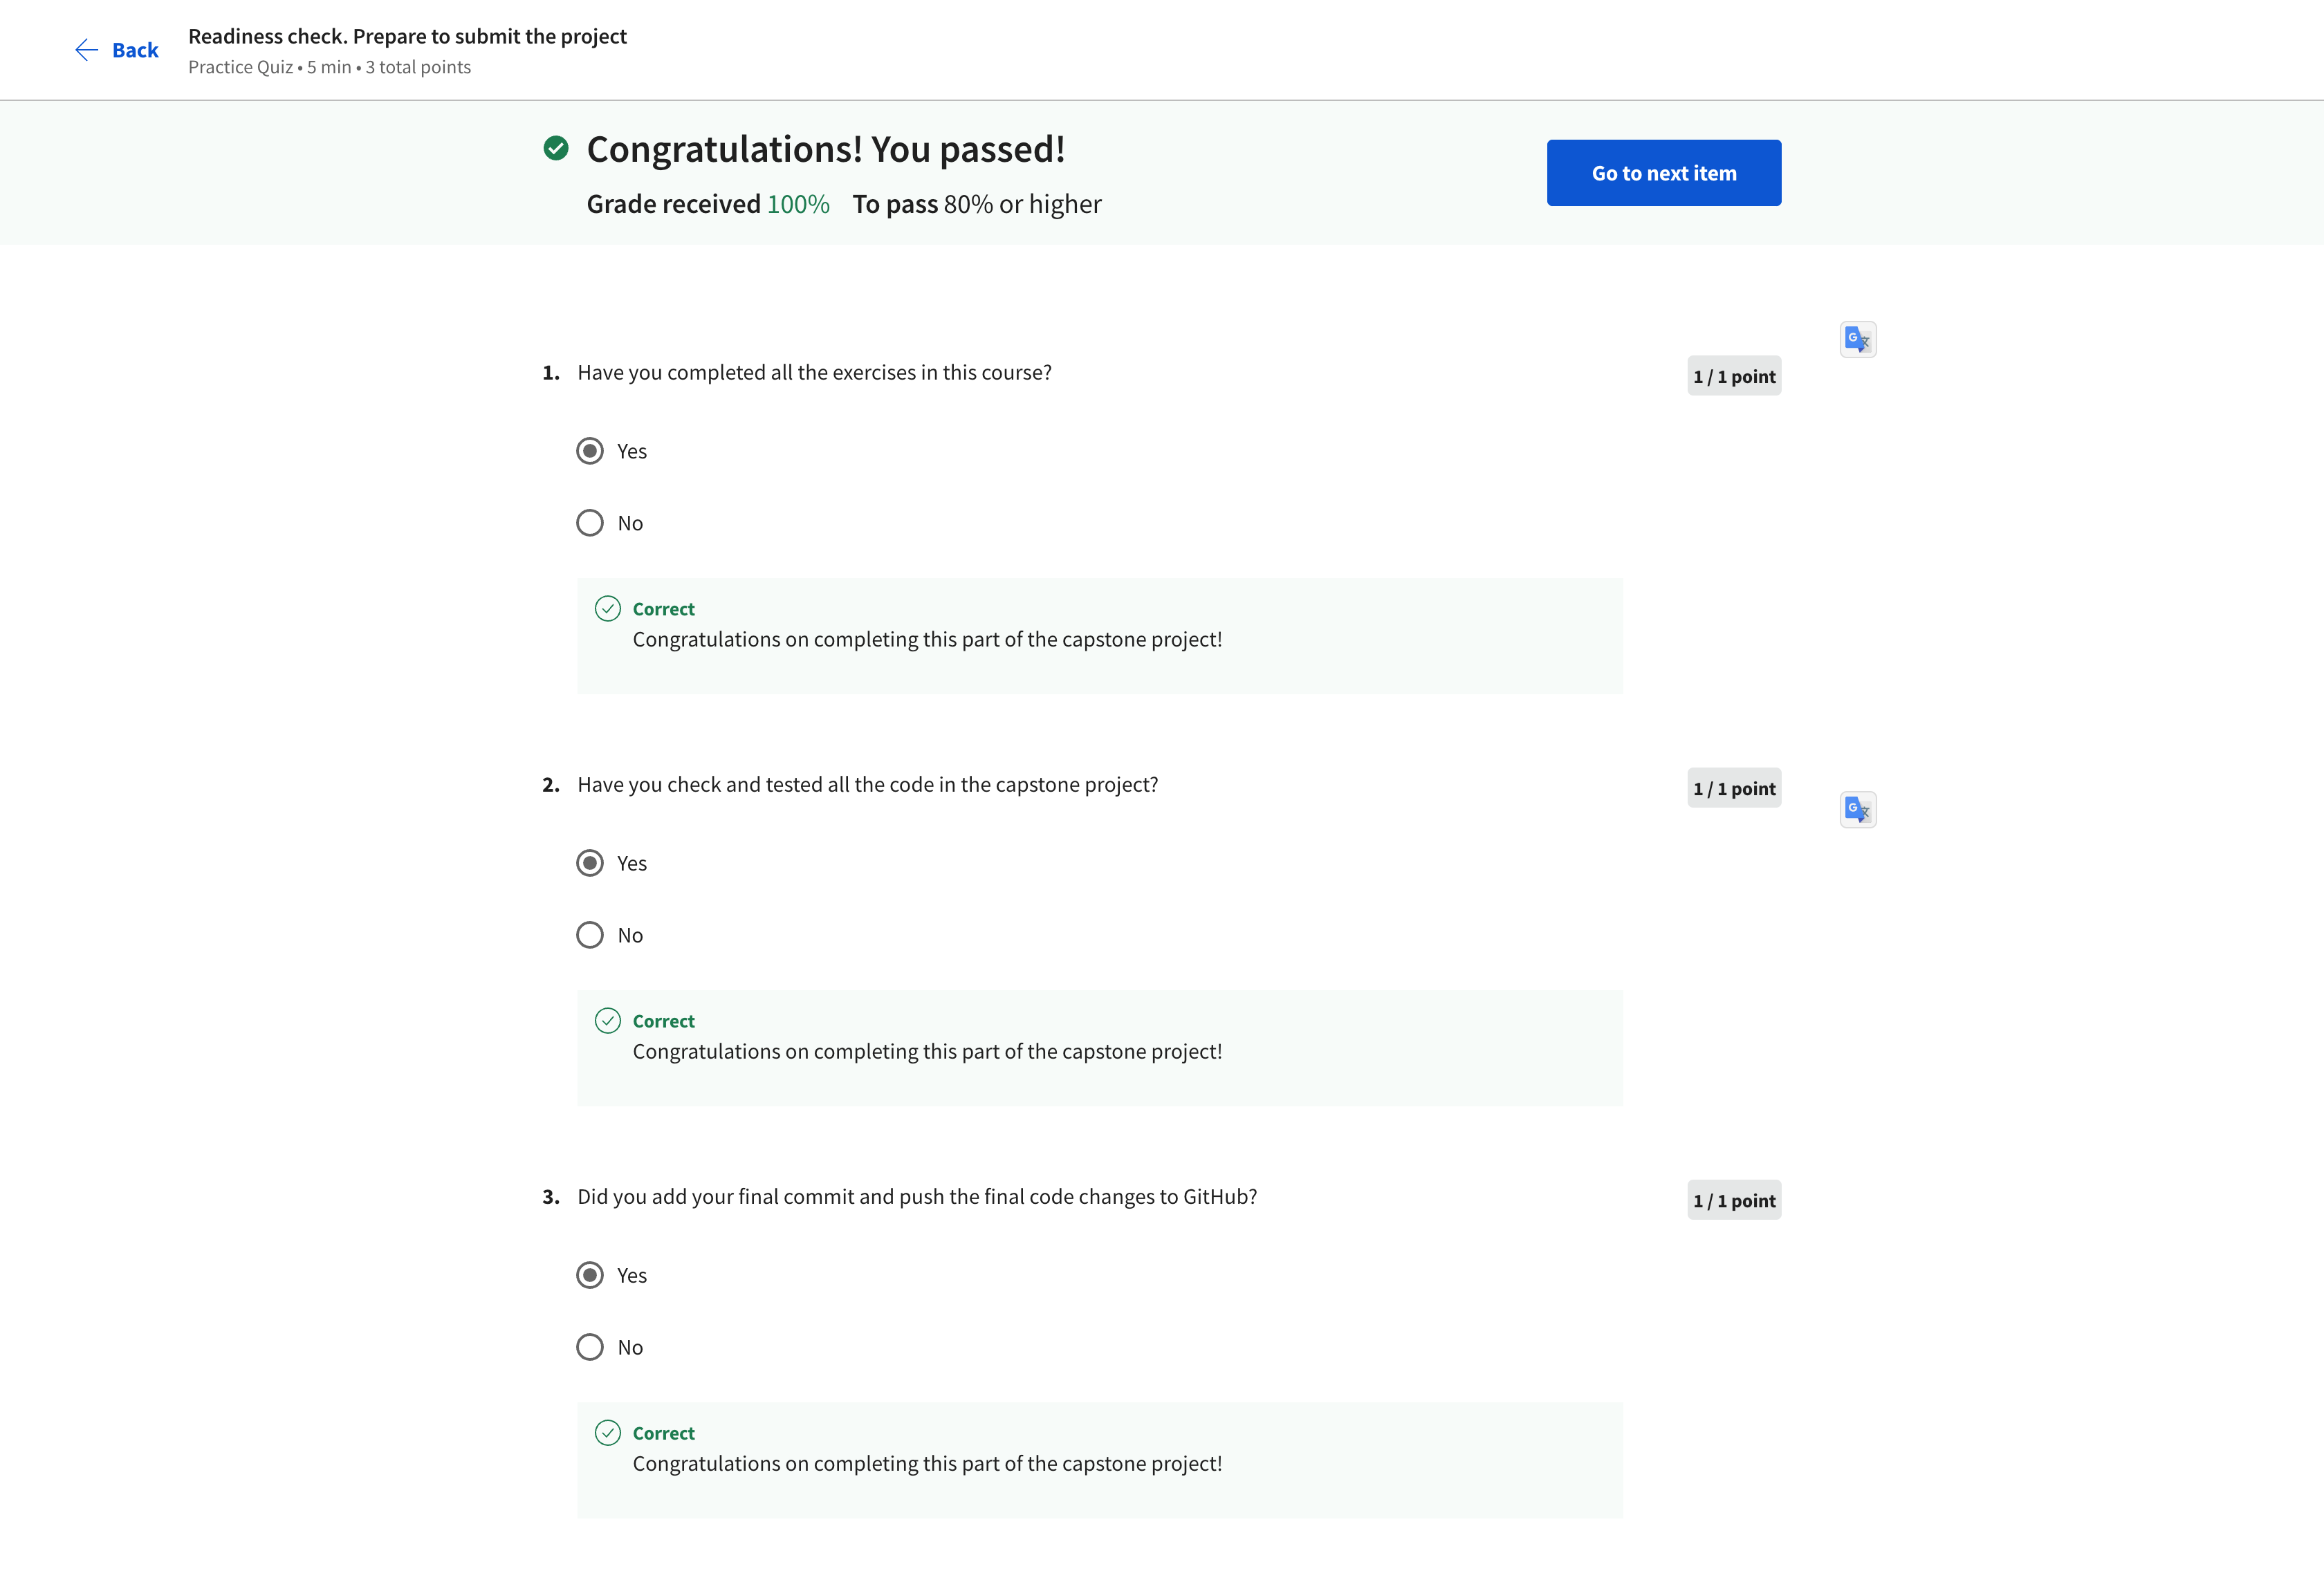 Back
Readiness check. Prepare to submit the project
Practice Quiz • 5 min • 3 total points
Congratulations! You passed!
Grade received 100% To pass 80% or higher
Go to next item
1. Have you completed all the exercises in this course?
1 / 1 point
Yes
No
Correct
Congratulations on completing this part of the capstone project!
2. Have you check and tested all the code in the capstone project?
1 / 1 point
Yes
No
Correct
Congratulations on completing this part of the capstone project!
3. Did you add your final commit and push the final code changes to GitHub?
1 / 1 point
Yes
No
Correct
Congratulations on completing this part of the capstone project!